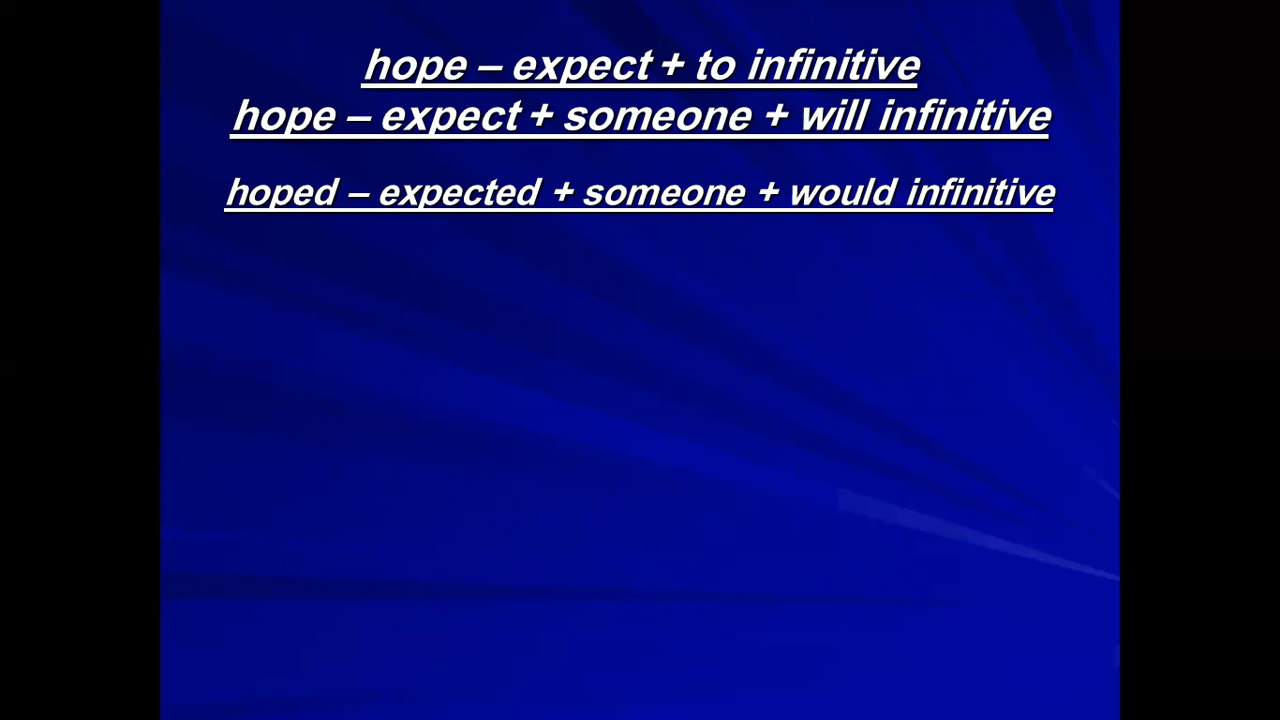 hope – expect + to infinitive
hope – expect + someone + will infinitive
hoped – expected + someone + would infinitive